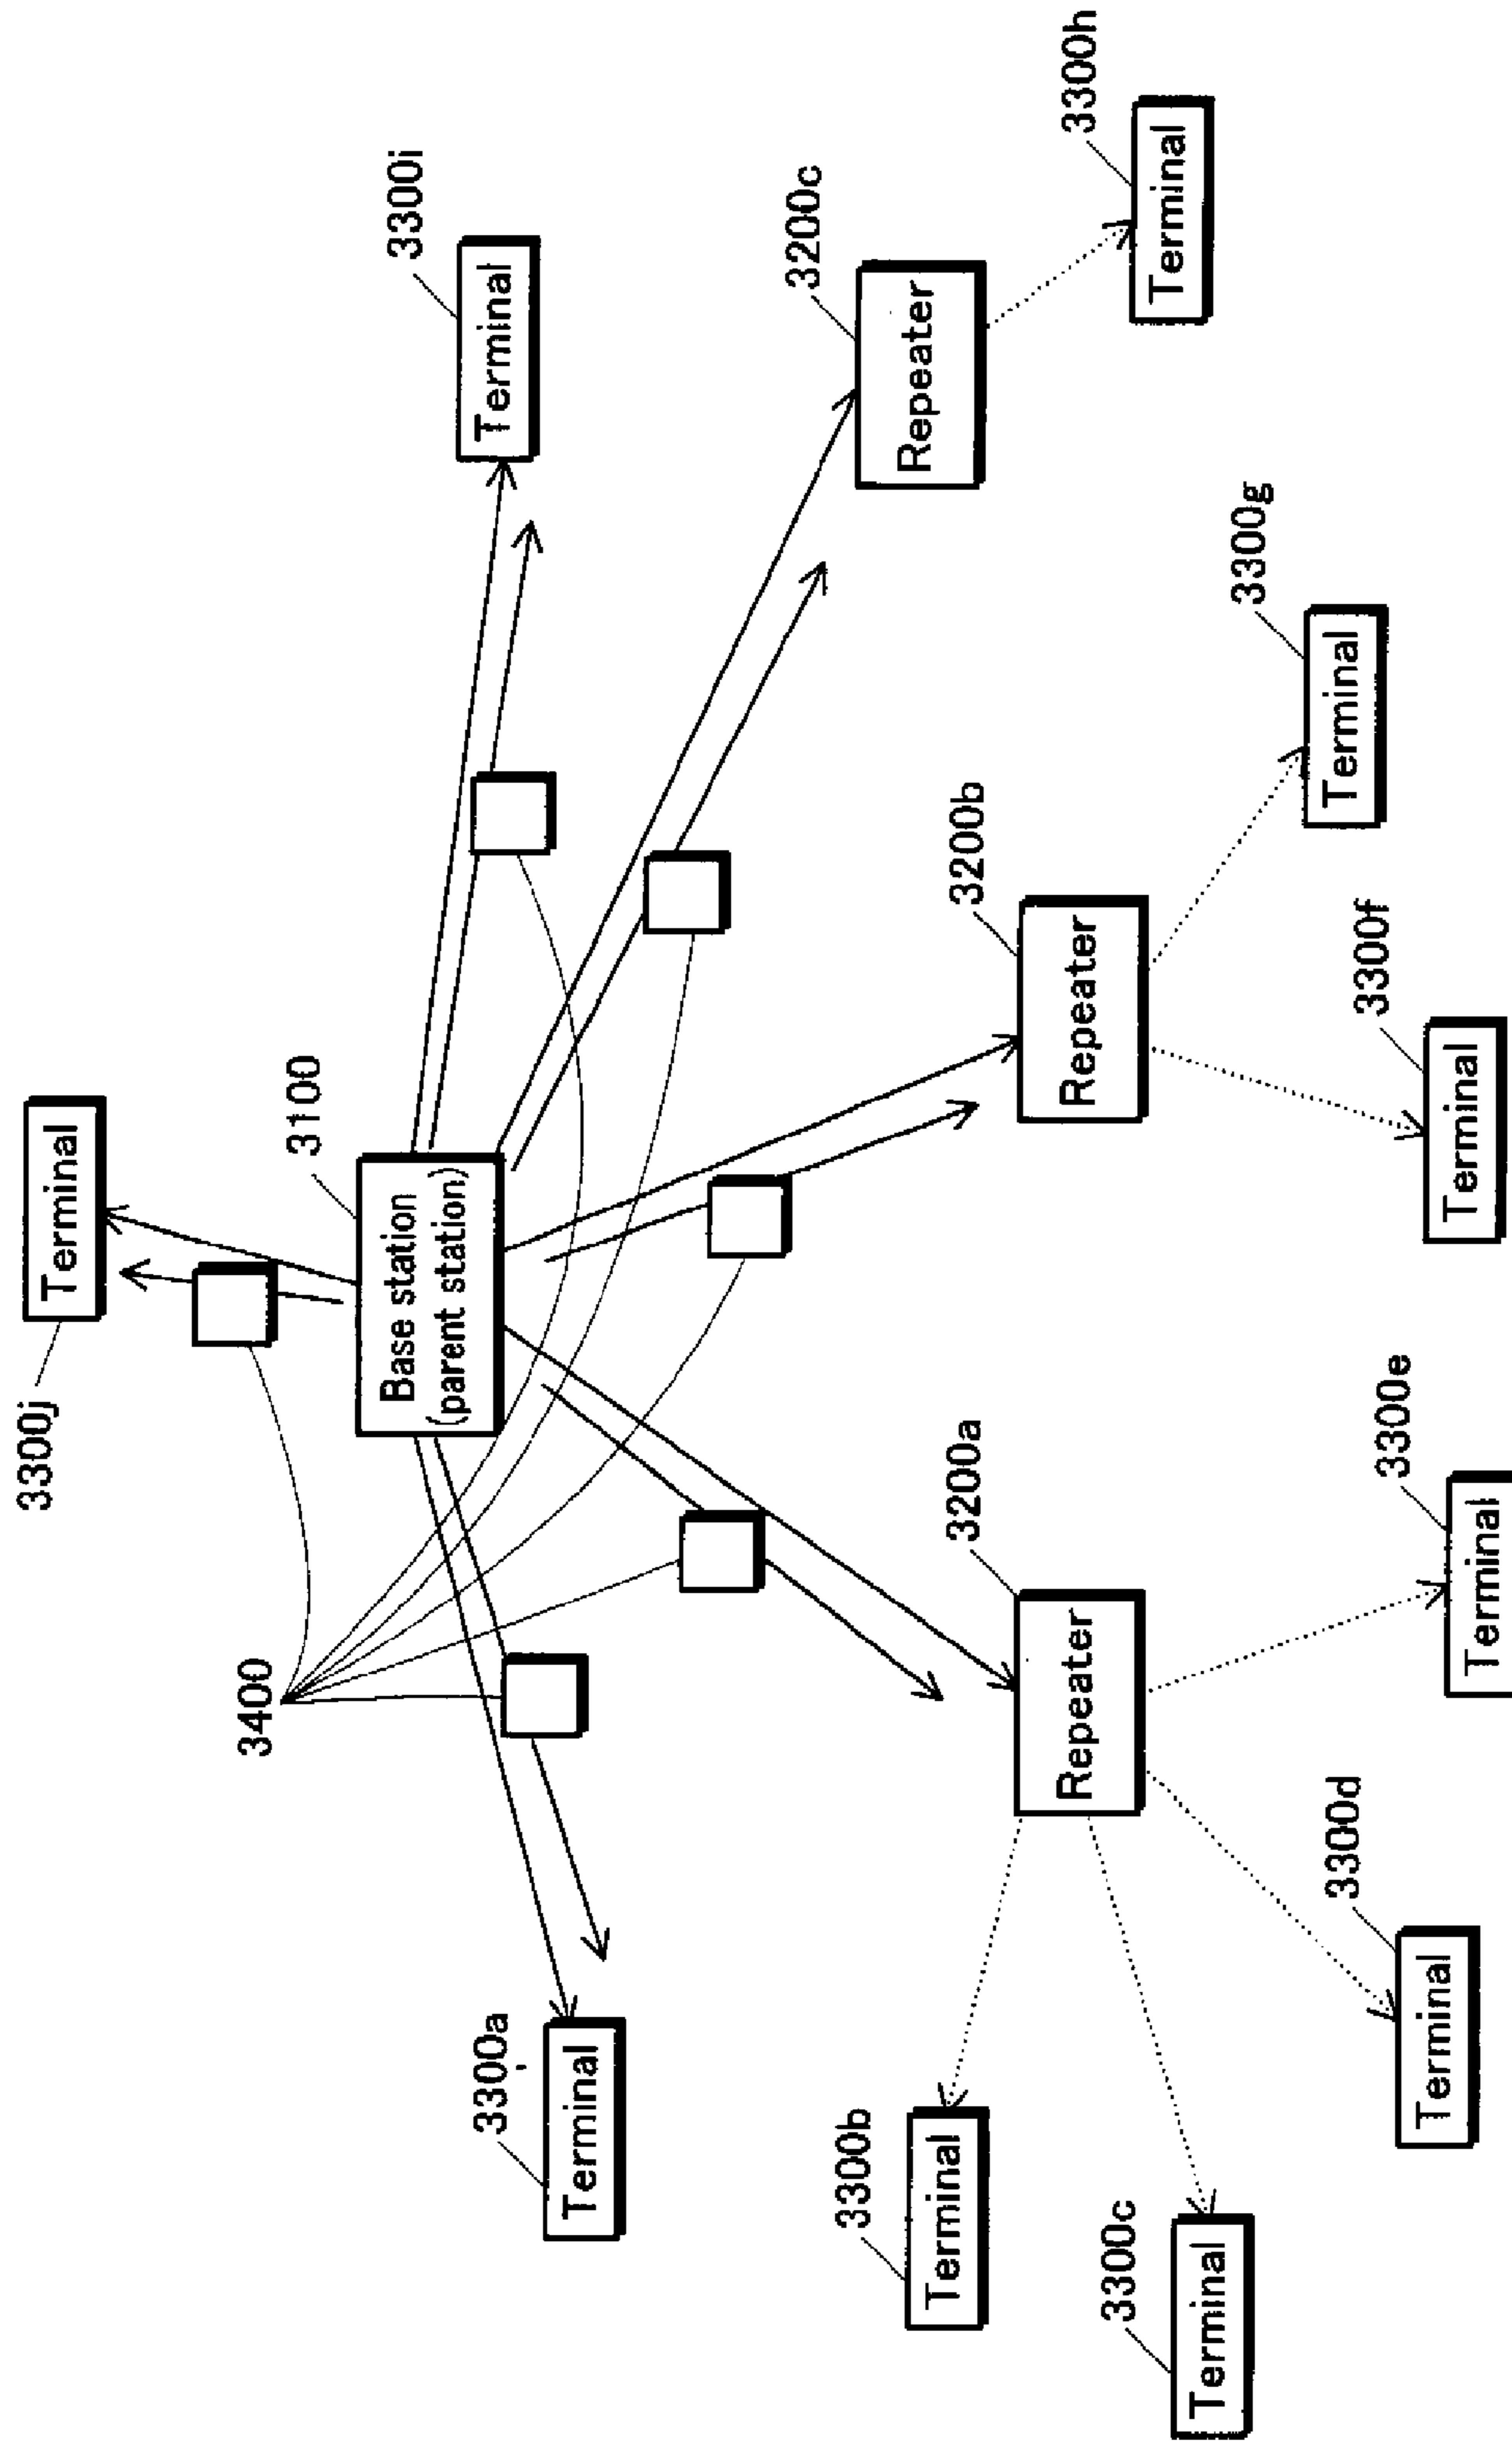 3300j
Terminal
3100
Base station
(parent station)
3400
3300i
Terminal
3300a
Terminal
3200c
Repeater
3300b
Terminal
3200a
Repeater
3200b
Repeater
3300h
Terminal
3300c
Terminal
3300d
Terminal
3300e
Terminal
3300f
Terminal
3300g
Terminal